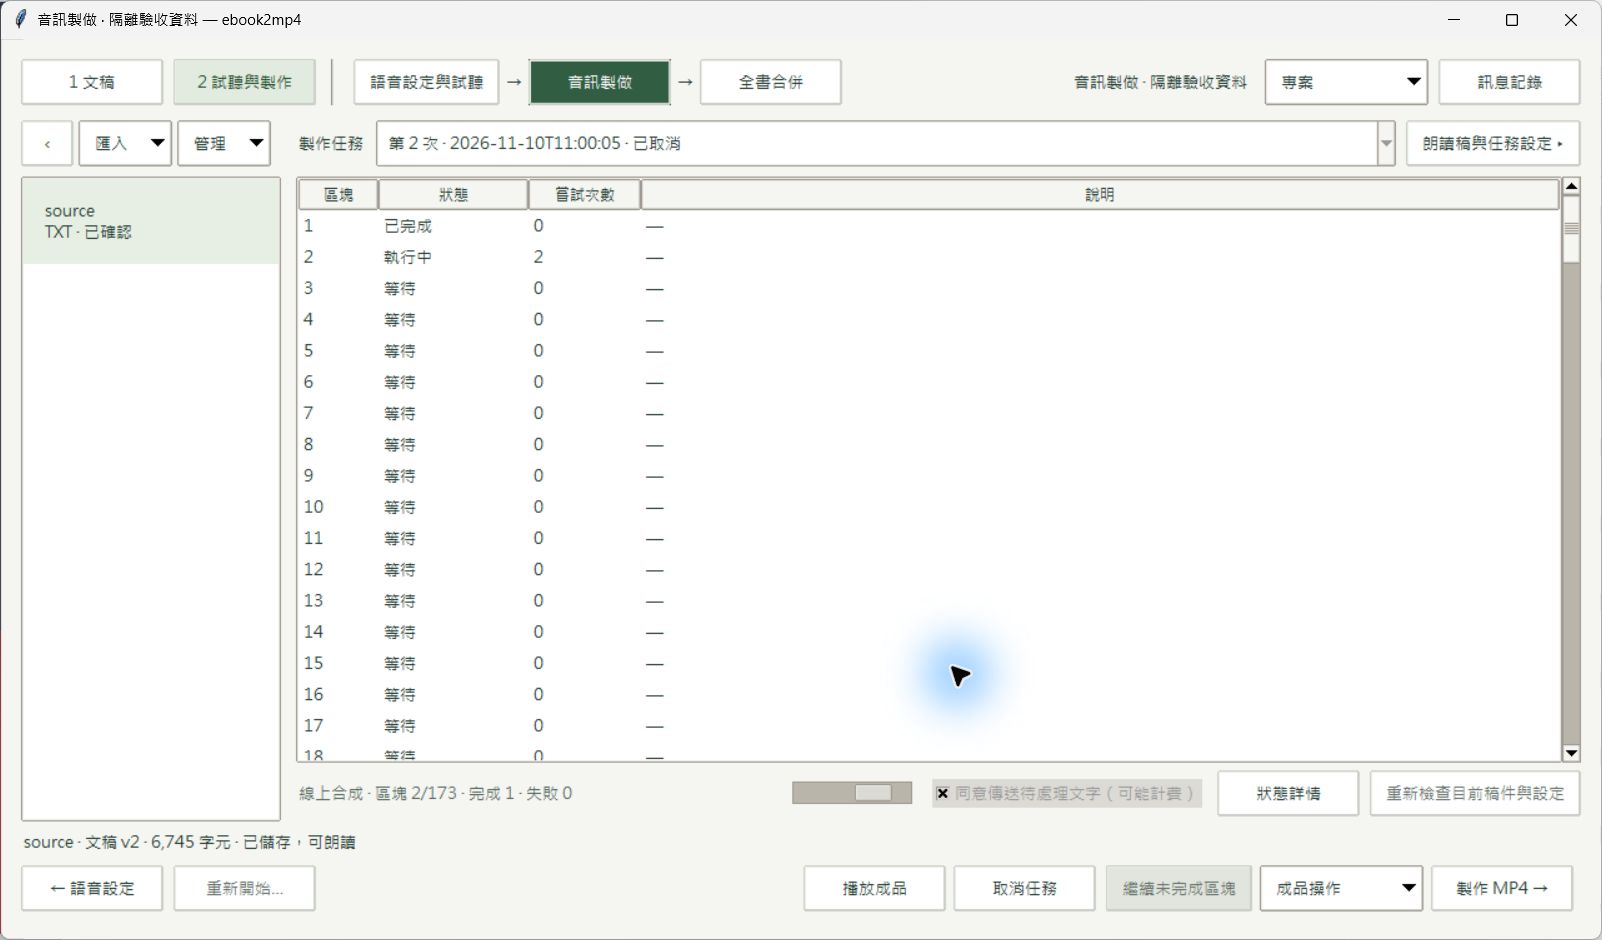 音訊製做 · 隔離驗收資料 — ebook2mp4
1 文稿 2 試聽與製作 語音設定與試聽 → 音訊製做 → 全書合併 音訊製做 · 隔離驗收資料 專案 訊息記錄
‹ 匯入 管理 製作任務 第 2 次 · 2026-11-10T11:00:05 · 已取消 朗讀稿與任務設定 ▸
source
TXT · 已確認
區塊 狀態 嘗試次數 說明
1 已完成 0 —
2 執行中 2 —
3 等待 0 —
4 等待 0 —
5 等待 0 —
6 等待 0 —
7 等待 0 —
8 等待 0 —
9 等待 0 —
10 等待 0 —
11 等待 0 —
12 等待 0 —
13 等待 0 —
14 等待 0 —
15 等待 0 —
16 等待 0 —
17 等待 0 —
18 等待 0 —
線上合成 · 區塊 2/173 · 完成 1 · 失敗 0 同意傳送待處理文字（可能計費） 狀態詳情 重新檢查目前稿件與設定
source · 文稿 v2 · 6,745 字元 · 已儲存，可朗讀
← 語音設定 重新開始... 播放成品 取消任務 繼續未完成區塊 成品操作 製作 MP4 →